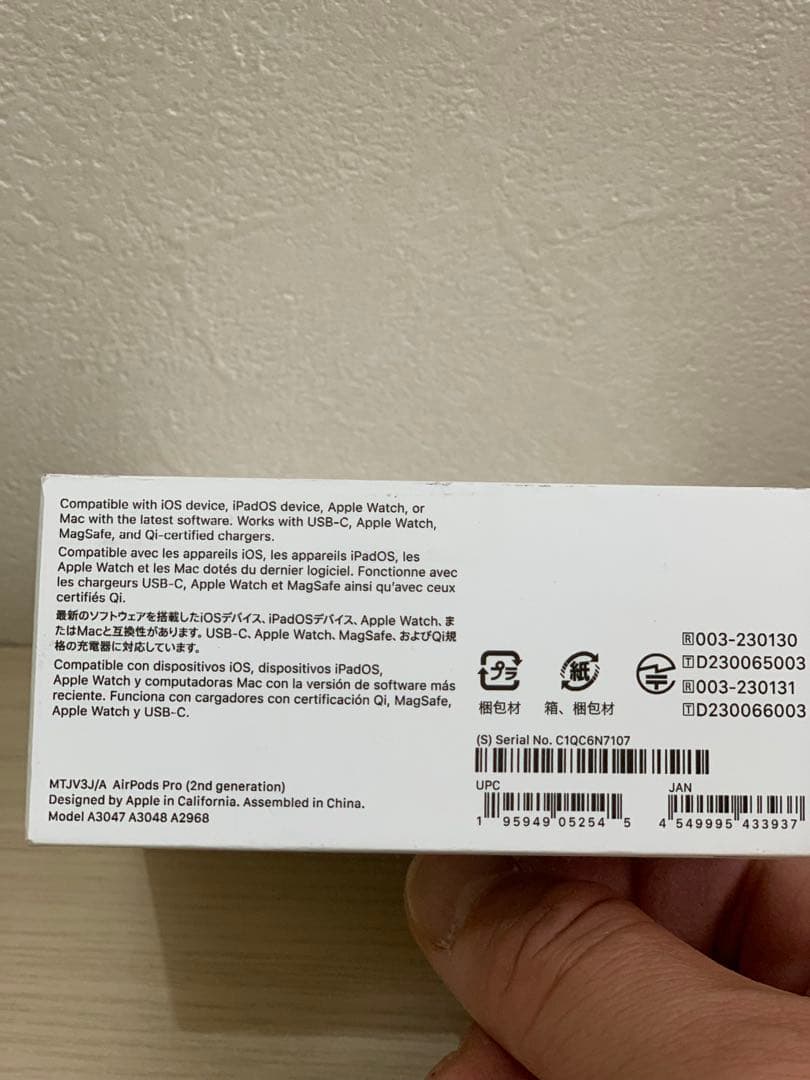 Compatible with iOS device, iPadOS device, Apple Watch, or
Mac with the latest software. Works with USB-C, Apple Watch,
MagSafe, and Qi-certified chargers.
Compatible avec les appareils iOS, les appareils iPadOS, les
Apple Watch et les Mac dotés du dernier logiciel. Fonctionne avec
les chargeurs USB-C, Apple Watch et MagSafe ainsi qu'avec ceux
certifiés Qi.
最新のソフトウェアを搭載したiOSデバイス、iPadOSデバイス、Apple Watch、ま
たはMacと互換性があります。USB-C、Apple Watch、MagSafe、およびQi規
格の充電器に対応しています。
Compatible con dispositivos iOS, dispositivos iPadOS,
Apple Watch y computadoras Mac con la versión de software más
reciente. Funciona con cargadores con certificación Qi, MagSafe,
Apple Watch y USB-C.
MTJV3J/A AirPods Pro (2nd generation)
Designed by Apple in California. Assembled in China.
Model A3047 A3048 A2968
プラ
梱包材
紙
箱、梱包材
R 003-230130
T D230065003
R 003-230131
T D230066003
(S) Serial No. C1QC6N7107
UPC
1 95949 05254 5
JAN
4 549995 433937